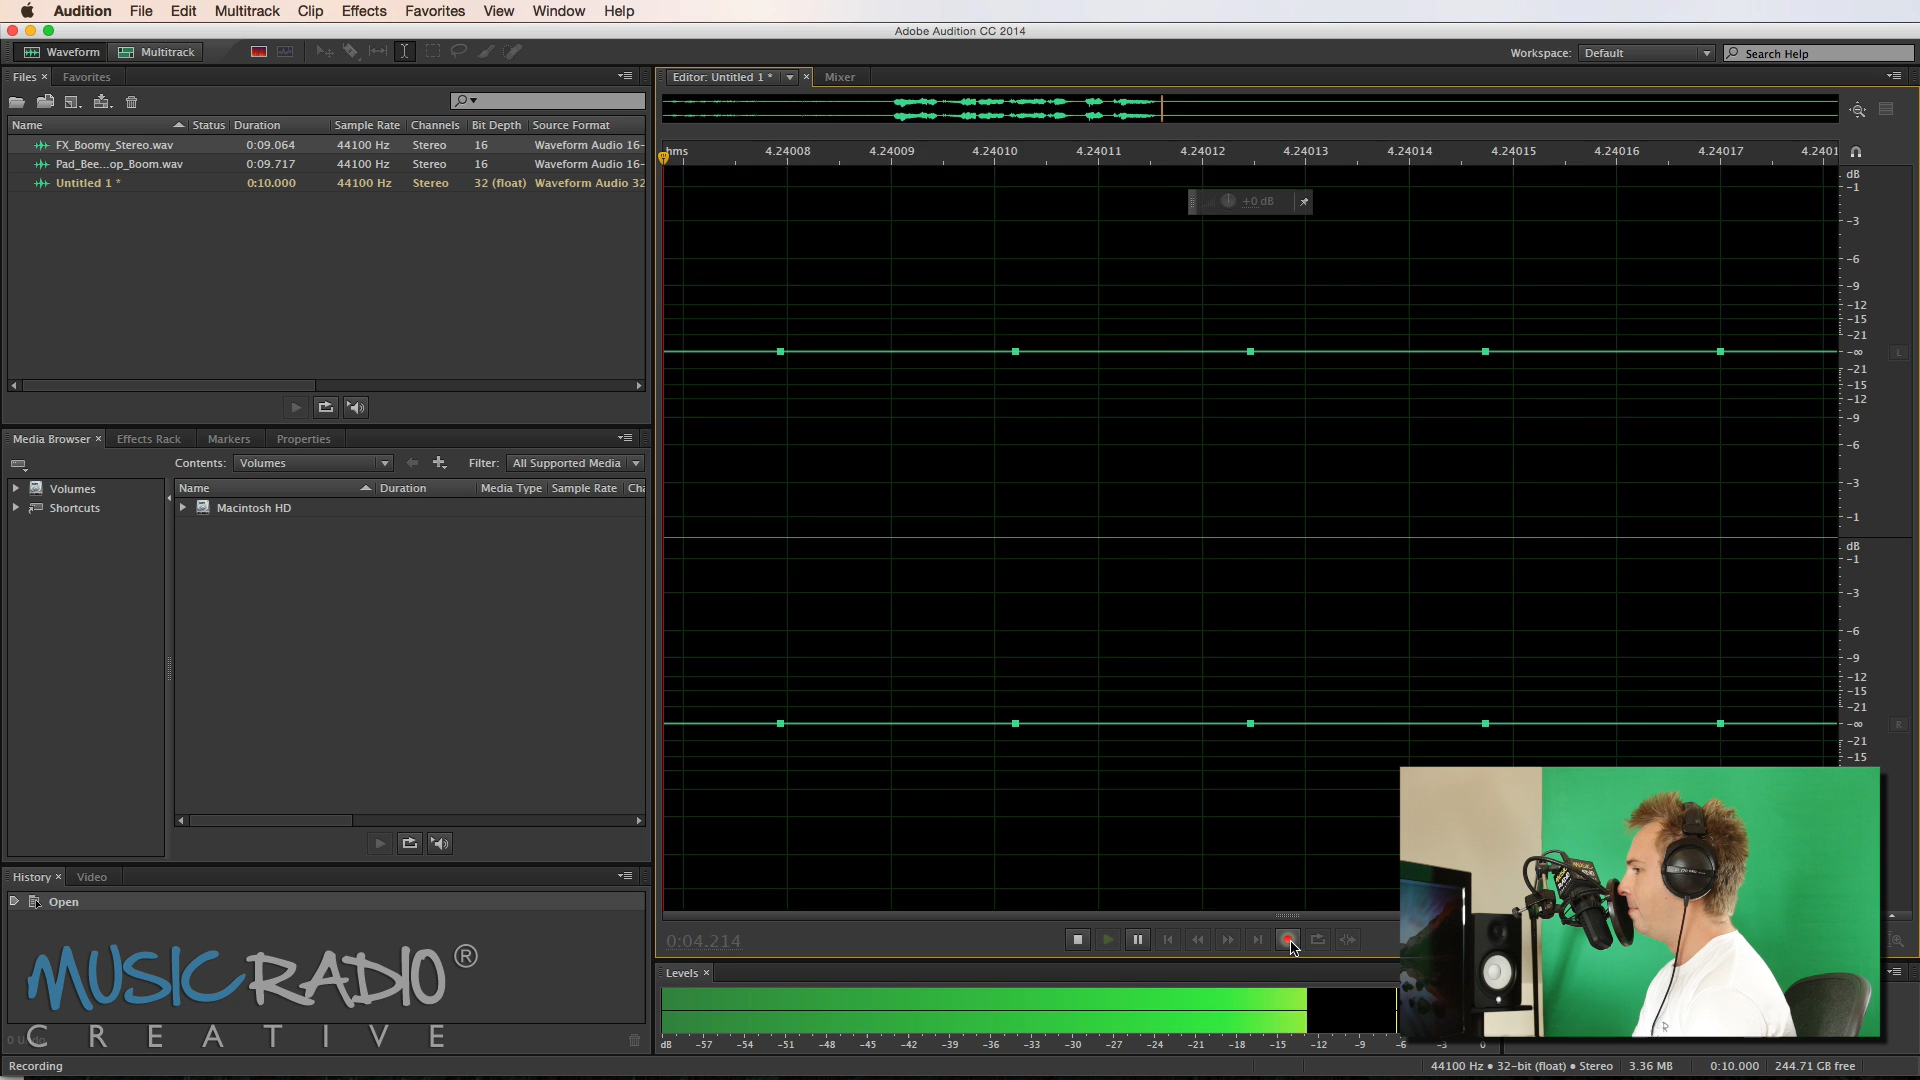 Audition File Edit Multitrack Clip Effects Favorites View Window Help
Adobe Audition CC 2014
Waveform Multitrack Workspace: Default Search Help
Files × Favorites
Name Status Duration Sample Rate Channels Bit Depth Source Format
FX_Boomy_Stereo.wav 0:09.064 44100 Hz Stereo 16 Waveform Audio 16-
Pad_Bee...op_Boom.wav 0:09.717 44100 Hz Stereo 16 Waveform Audio 16-
Untitled 1 * 0:10.000 44100 Hz Stereo 32 (float) Waveform Audio 32
Media Browser × Effects Rack Markers Properties
Contents: Volumes Filter: All Supported Media
Volumes
Shortcuts
Name Duration Media Type Sample Rate Cha
Macintosh HD
History × Video
Open
MUSICRADIO®
CREATIVE
Recording
Editor: Untitled 1 * × Mixer
hms 4.24008 4.24009 4.24010 4.24011 4.24012 4.24013 4.24014 4.24015 4.24016 4.24017 4.2401
+0 dB
dB
-1
-3
-6
-9
-12
-15
-21
-∞ L
-21
-15
-12
-9
-6
-3
-1
dB
-1
-3
-6
-9
-12
-15
-21
-∞ R
-21
-15
0:04.214
Levels ×
dB -57 -54 -51 -48 -45 -42 -39 -36 -33 -30 -27 -24 -21 -18 -15 -12 -9 -6 -3 0
44100 Hz • 32-bit (float) • Stereo 3.36 MB 0:10.000 244.71 GB free